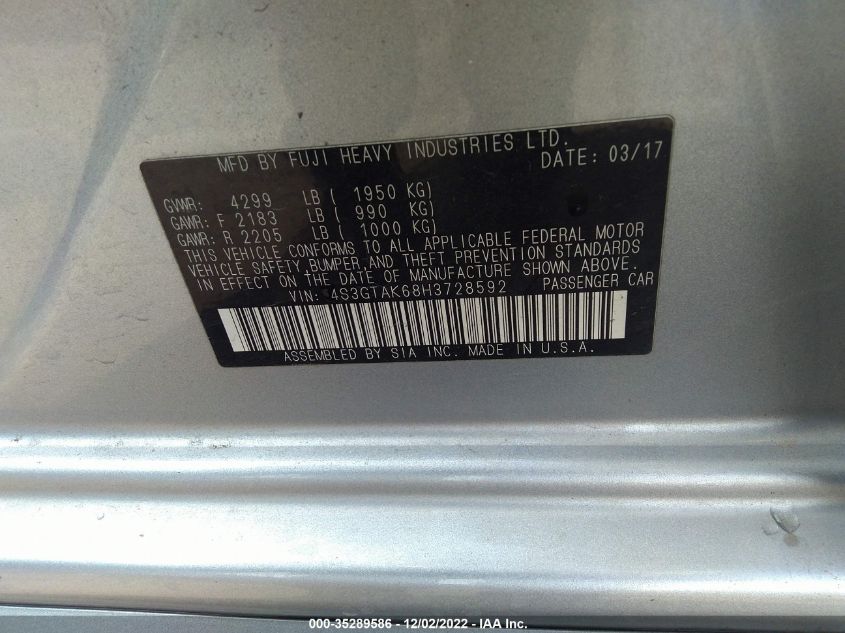 MFD BY FUJI HEAVY INDUSTRIES LTD.
DATE: 03/17
GVWR: 4299 LB ( 1950 KG)
GAWR: F 2183 LB ( 990 KG)
GAWR: R 2205 LB ( 1000 KG)
THIS VEHICLE CONFORMS TO ALL APPLICABLE FEDERAL MOTOR
VEHICLE SAFETY,BUMPER,AND THEFT PREVENTION STANDARDS
IN EFFECT ON THE DATE OF MANUFACTURE SHOWN ABOVE.
VIN: 4S3GTAK68H3728592 PASSENGER CAR
ASSEMBLED BY SIA INC. MADE IN U.S.A.
000-35289586 - 12/02/2022 - IAA Inc.